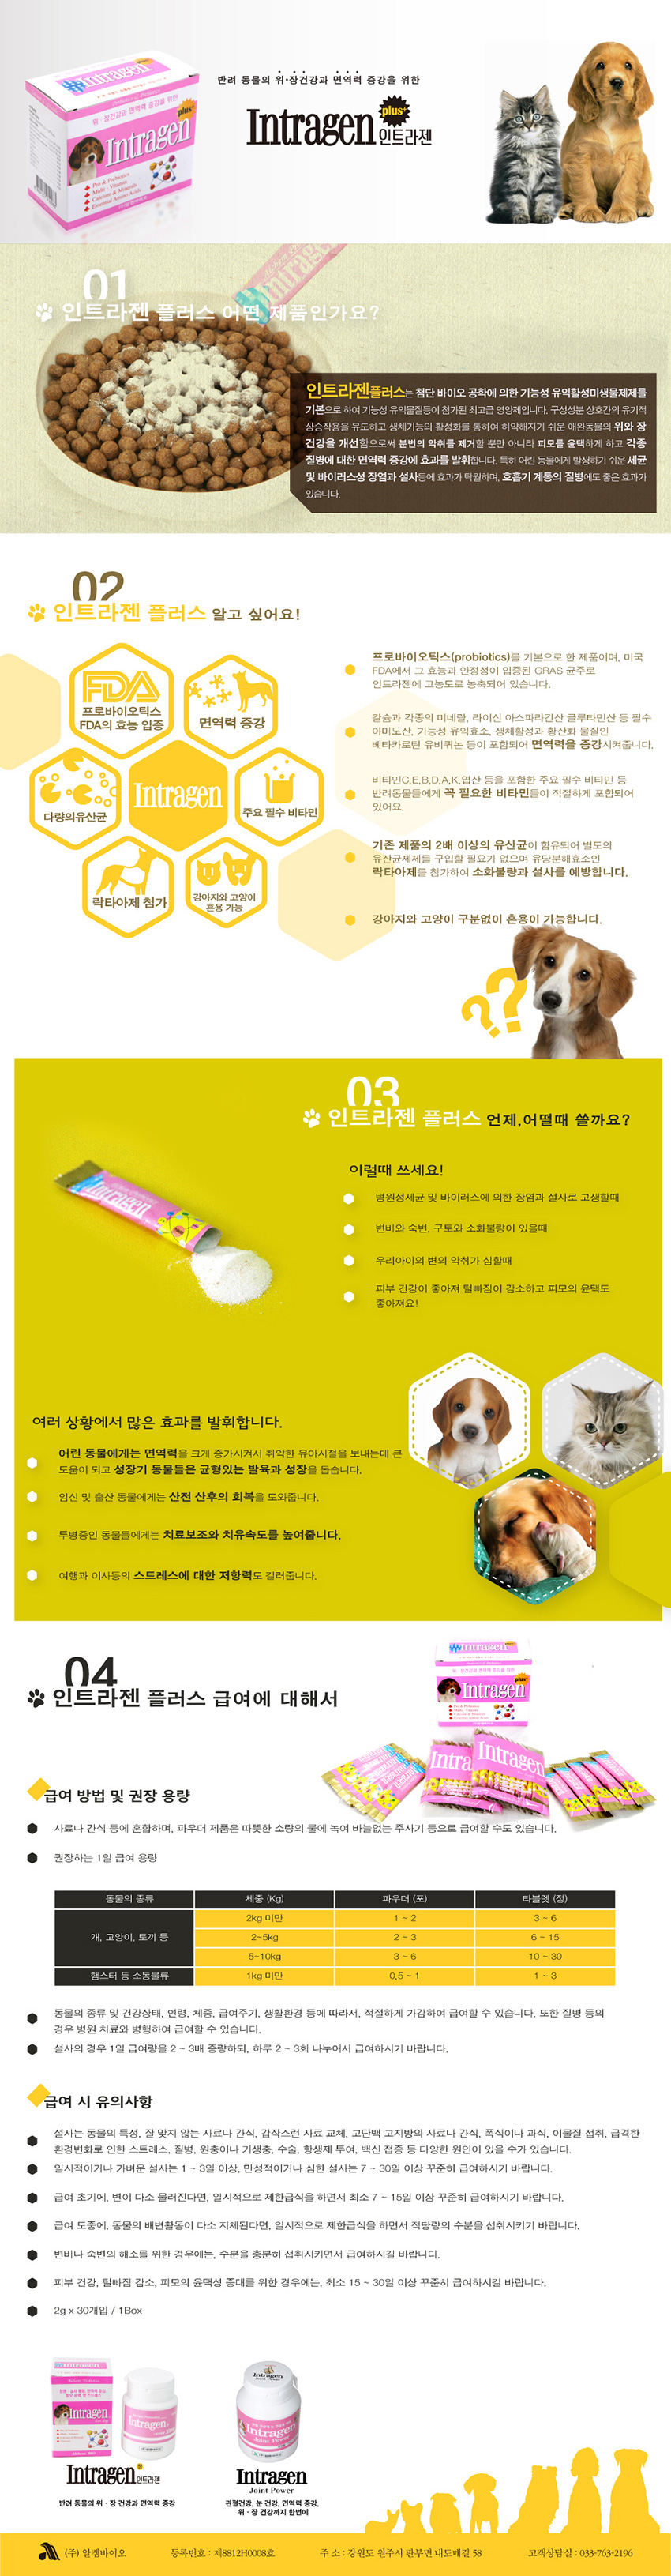 반려 동물의 위·장건강과 면역력 증강을 위한
Intragen plus+ 인트라젠
Intragen plus+
위·장건강과 면역력 증강을 위한
Intragen
Pro & Prebiotics
Multi - Vitamin
Calcium & Minerals
Essential Amino Acids
01
인트라젠 플러스 어떤 제품인가요?
인트라젠플러스는 첨단 바이오 공학에 의한 기능성 유익활성미생물제제를
기본으로 하여 기능성 유익물질등이 첨가된 최고급 영양제입니다. 구성성분 상호간의 유기적
상승작용을 유도하고 생체기능의 활성화를 통하여 허약해지기 쉬운 애완동물의 위와 장
건강을 개선함으로써 분변의 악취를 제거할 뿐만 아니라 피모를 윤택하게 하고 각종
질병에 대한 면역력 증강에 효과를 발휘합니다. 특히 어린 동물에게 발생하기 쉬운 세균
및 바이러스성 장염과 설사등에 효과가 탁월하며, 호흡기 계통의 질병에도 좋은 효과가
있습니다.
02
인트라젠 플러스 알고 싶어요!
FDA
프로바이오틱스
FDA의 효능 입증
면역력 증강
다량의유산균
Intragen
주요 필수 비타민
락타아제 첨가
강아지와 고양이
혼용 가능
프로바이오틱스(probiotics)를 기본으로 한 제품이며, 미국
FDA에서 그 효능과 안정성이 입증된 GRAS 균주로
인트라젠에 고농도로 농축되어 있습니다.
칼슘과 각종의 미네랄, 라이신 아스파라긴산 글루타민산 등 필수
아미노산, 기능성 유익효소, 생체활성과 황산화 물질인
베타카로틴 유비퀴논 등이 포함되어 면역력을 증강시켜줍니다.
비타민C,E,B,D,A,K,엽산 등을 포함한 주요 필수 비타민 등
반려동물들에게 꼭 필요한 비타민들이 적절하게 포함되어
있어요.
기존 제품의 2배 이상의 유산균이 함유되어 별도의
유산균제제를 구입할 필요가 없으며 유당분해효소인
락타아제를 첨가하여 소화불량과 설사를 예방합니다.
강아지와 고양이 구분없이 혼용이 가능합니다.
??
03
인트라젠 플러스 언제,어떨때 쓸까요?
이럴때 쓰세요!
병원성세균 및 바이러스에 의한 장염과 설사로 고생할때
변비와 숙변, 구토와 소화불량이 있을때
우리아이의 변의 악취가 심할때
피부 건강이 좋아져 털빠짐이 감소하고 피모의 윤택도
좋아져요!
여러 상황에서 많은 효과를 발휘합니다.
어린 동물에게는 면역력을 크게 증가시켜서 취약한 유아시절을 보내는데 큰
도움이 되고 성장기 동물들은 균형있는 발육과 성장을 돕습니다.
임신 및 출산 동물에게는 산전 산후의 회복을 도와줍니다.
투병중인 동물들에게는 치료보조와 치유속도를 높여줍니다.
여행과 이사등의 스트레스에 대한 저항력도 길러줍니다.
04
인트라젠 플러스 급여에 대해서
급여 방법 및 권장 용량
사료나 간식 등에 혼합하며, 파우더 제품은 따뜻한 소량의 물에 녹여 바늘없는 주사기 등으로 급여할 수도 있습니다.
권장하는 1일 급여 용량
동물의 종류 체중 (Kg) 파우더 (포) 타블렛 (정)
2kg 미만 1 ~ 2 3 ~ 6
개, 고양이, 토끼 등 2~5kg 2 ~ 3 6 ~ 15
5~10kg 3 ~ 6 10 ~ 30
햄스터 등 소동물류 1kg 미만 0.5 ~ 1 1 ~ 3
동물의 종류 및 건강상태, 연령, 체중, 급여주기, 생활환경 등에 따라서, 적절하게 가감하여 급여할 수 있습니다. 또한 질병 등의
경우 병원 치료와 병행하여 급여할 수 있습니다.
설사의 경우 1일 급여량을 2 ~ 3배 증량하되, 하루 2 ~ 3회 나누어서 급여하시기 바랍니다.
급여 시 유의사항
설사는 동물의 특성, 잘 맞지 않는 사료나 간식, 갑작스런 사료 교체, 고단백 고지방의 사료나 간식, 폭식이나 과식, 이물질 섭취, 급격한
환경변화로 인한 스트레스, 질병, 원충이나 기생충, 수술, 항생제 투여, 백신 접종 등 다양한 원인이 있을 수가 있습니다.
일시적이거나 가벼운 설사는 1 ~ 3일 이상, 만성적이거나 심한 설사는 7 ~ 30일 이상 꾸준히 급여하시기 바랍니다.
급여 초기에, 변이 다소 물러진다면, 일시적으로 제한급식을 하면서 최소 7 ~ 15일 이상 꾸준히 급여하시기 바랍니다.
급여 도중에, 동물의 배변활동이 다소 지체된다면, 일시적으로 제한급식을 하면서 적당량의 수분을 섭취시키기 바랍니다.
변비나 숙변의 해소를 위한 경우에는, 수분을 충분히 섭취시키면서 급여하시길 바랍니다.
피부 건강, 털빠짐 감소, 피모의 윤택성 증대를 위한 경우에는, 최소 15 ~ 30일 이상 꾸준히 급여하시길 바랍니다.
2g x 30개입 / 1Box
Intragen 인트라젠
반려 동물의 위·장 건강과 면역력 증강
Intragen
Joint Power
관절건강, 눈 건강, 면역력 증강,
위·장 건강까지 한번에
(주) 알엠바이오 등록번호 : 제8812H0008호 주 소 : 강원도 원주시 판부면 내도매길 58 고객상담실 : 033-763-2196